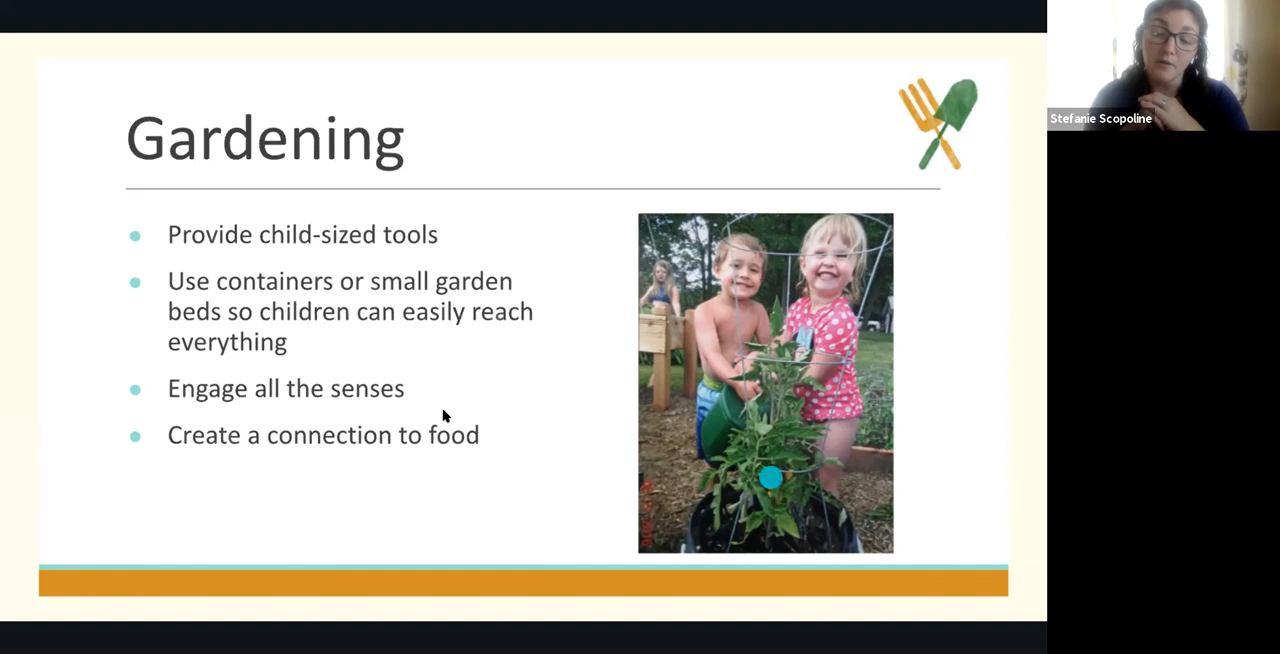 Gardening
Provide child-sized tools
Use containers or small garden
beds so children can easily reach
everything
Engage all the senses
Create a connection to food
Stefanie Scopoline